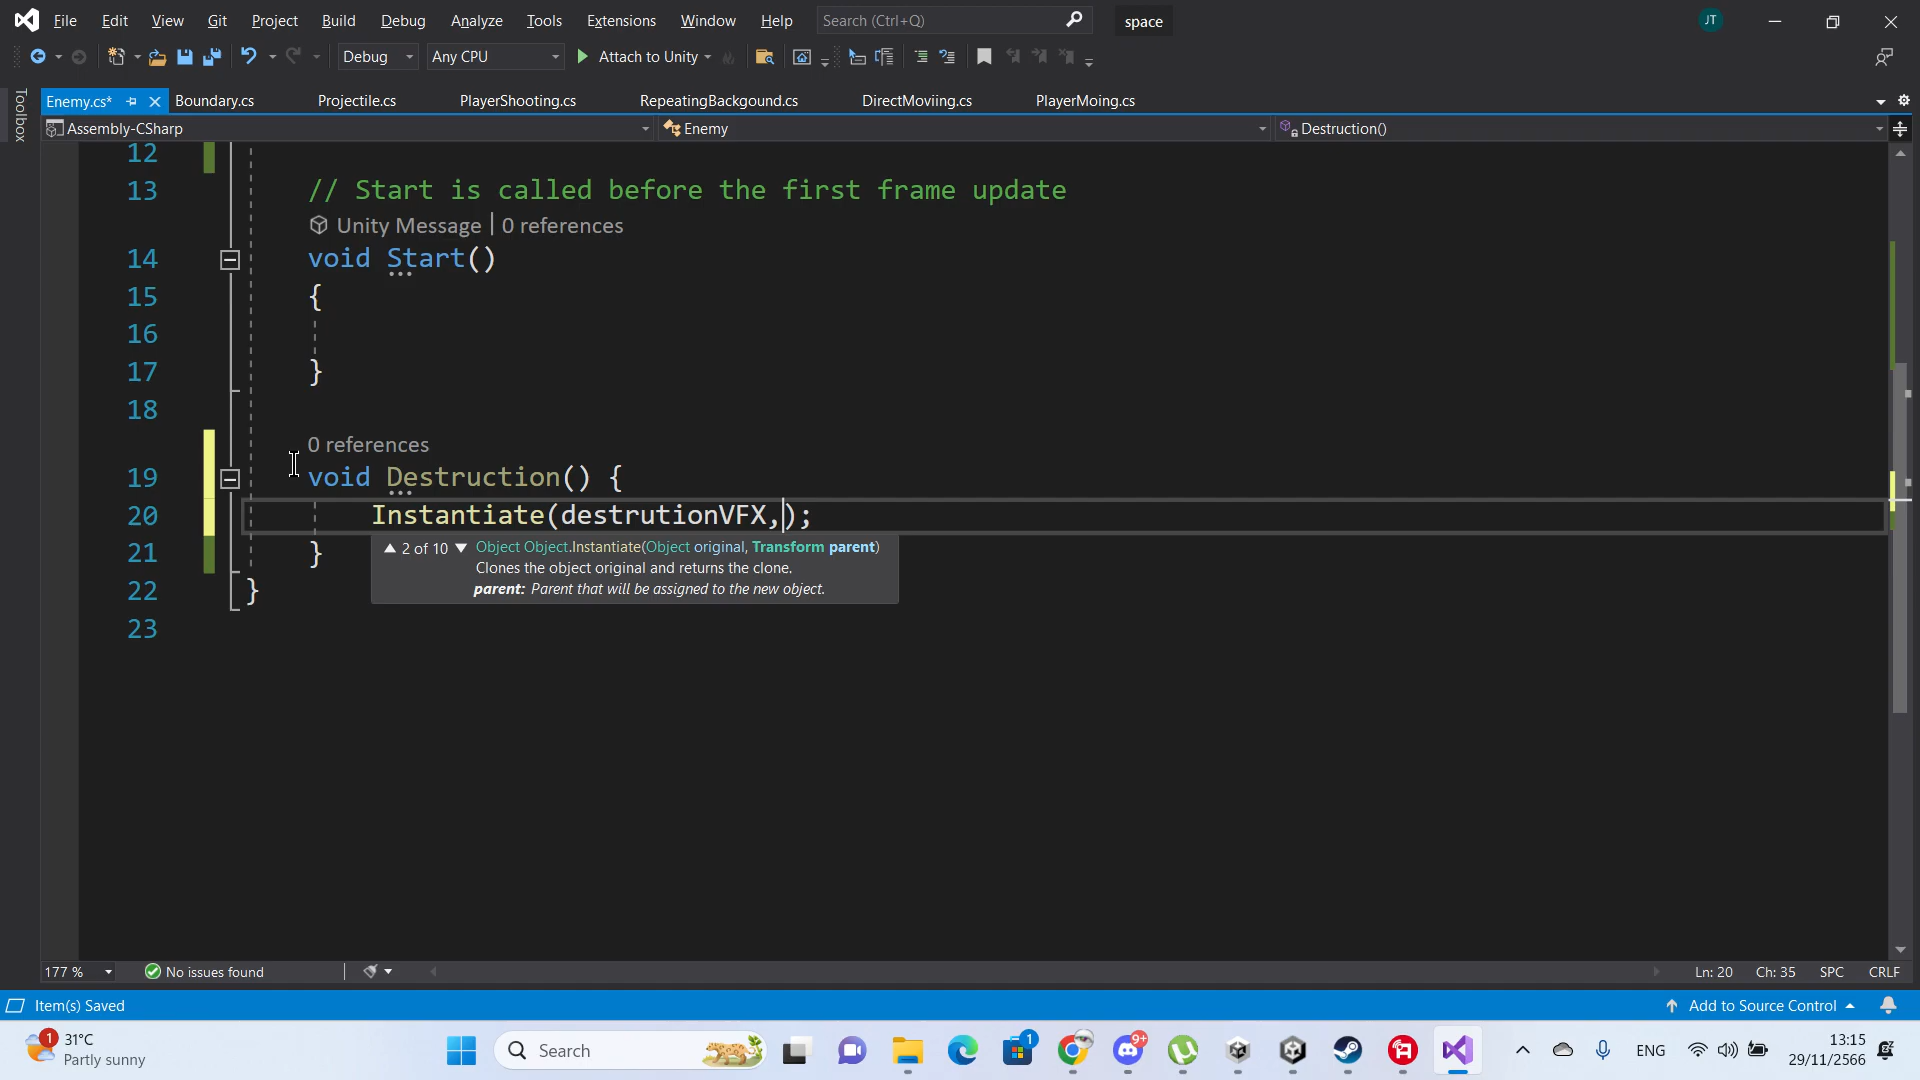 File Edit View Git Project Build Debug Analyze Tools Extensions Window Help Search (Ctrl+Q) space JT
Debug Any CPU Attach to Unity
Toolbox
Enemy.cs* Boundary.cs Projectile.cs PlayerShooting.cs RepeatingBackgound.cs DirectMoviing.cs PlayerMoing.cs
Assembly-CSharp Enemy Destruction()
12
13 // Start is called before the first frame update
Unity Message | 0 references
14 void Start()
15 {
16
17 }
18
0 references
19 void Destruction() {
20 Instantiate(destrutionVFX,);
21 }
▲ 2 of 10 ▼ Object Object.Instantiate(Object original, Transform parent)
Clones the object original and returns the clone.
parent: Parent that will be assigned to the new object.
22 }
23
177 % No issues found Ln: 20 Ch: 35 SPC CRLF
Item(s) Saved Add to Source Control
1 31°C
Partly sunny
Search 1 9+ ENG
13:15
29/11/2566